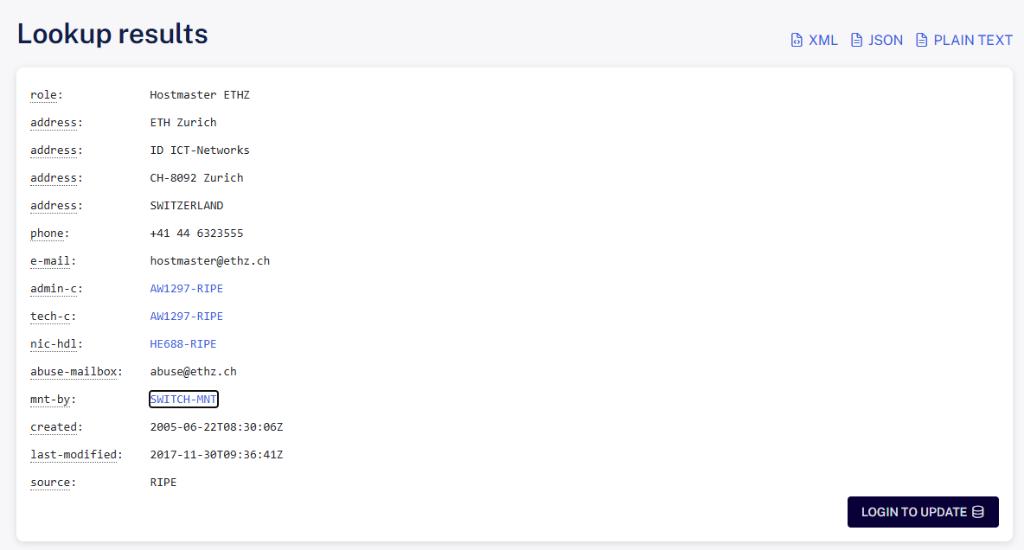 Lookup results
XML JSON PLAIN TEXT
role: Hostmaster ETHZ
address: ETH Zurich
address: ID ICT-Networks
address: CH-8092 Zurich
address: SWITZERLAND
phone: +41 44 6323555
e-mail: hostmaster@ethz.ch
admin-c: AW1297-RIPE
tech-c: AW1297-RIPE
nic-hdl: HE688-RIPE
abuse-mailbox: abuse@ethz.ch
mnt-by: SWITCH-MNT
created: 2005-06-22T08:30:06Z
last-modified: 2017-11-30T09:36:41Z
source: RIPE
LOGIN TO UPDATE